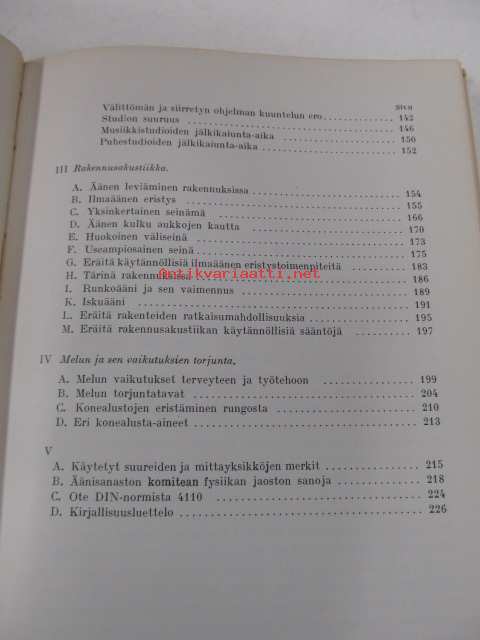 Sivu
Välittömän ja siirretyn ohjelman kuuntelun ero 142
Studion suuruus 146
Musiikkistudioiden jälkikaiunta-aika 150
Puhestudioiden jälkikaiunta-aika 152
III Rakennusakustiikka.
A. Äänen leviäminen rakennuksissa 154
B. Ilmaäänen eristys 155
C. Yksinkertainen seinämä 166
D. Äänen kulku aukkojen kautta 170
E. Huokoinen väliseinä 173
F. Useampiosainen seinä 175
G. Eräitä käytännöllisiä ilmaäänen eristystoimenpiteitä 183
H. Tärinä rakennuksissa 186
Antikvariaatti.net
I. Runkoääni ja sen vaimennus 189
K. Iskuääni 191
L. Eräitä rakenteiden ratkaisumahdollisuuksia 195
M. Eräitä rakennusakustiikan käytännöllisiä sääntöjä 197
IV Melun ja sen vaikutuksien torjunta.
A. Melun vaikutukset terveyteen ja työtehoon 199
B. Melun torjuntatavat 204
C. Konealustojen eristäminen rungosta 210
D. Eri konealusta-aineet 213
V
A. Käytetyt suureiden ja mittayksikköjen merkit 215
B. Äänisanaston komitean fysiikan jaoston sanoja 218
C. Ote DIN-normista 4110 224
D. Kirjallisuusluettelo 226